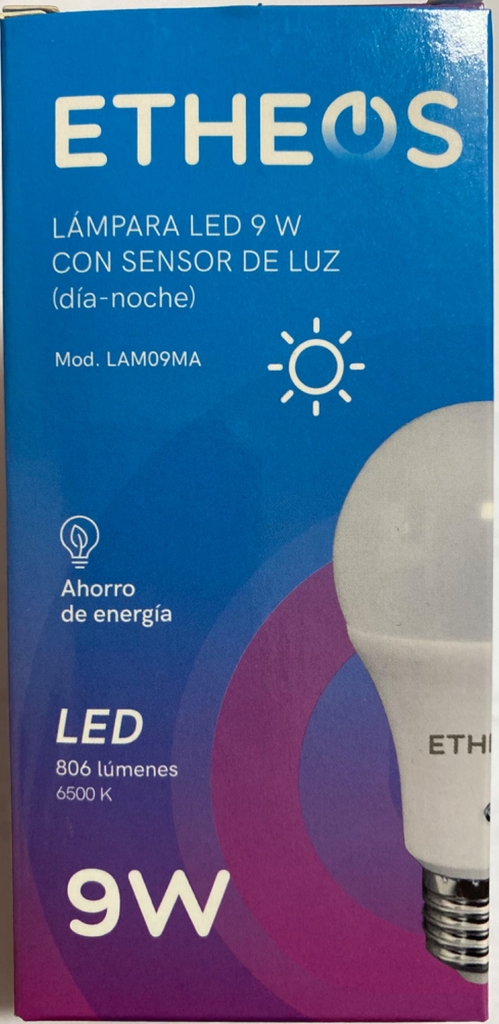 ETHEOS
LÁMPARA LED 9 W
CON SENSOR DE LUZ
(día-noche)
Mod. LAM09MA
Ahorro
de energía
LED
806 lúmenes
6500 K
9W
ETHE